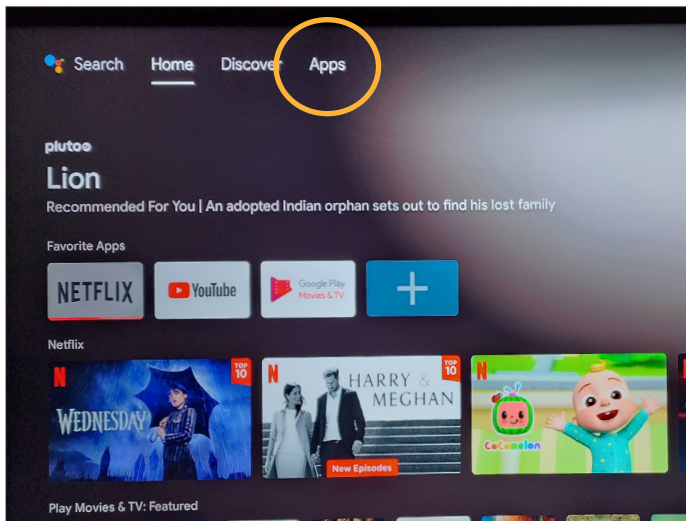 Search Home Discover Apps
pluto tv
Lion
Recommended For You | An adopted Indian orphan sets out to find his lost family
Favorite Apps
NETFLIX YouTube Google Play
Movies & TV
Netflix
N TOP
10
WEDNESDAY
N TOP
10
HARRY &
MEGHAN
New Episodes
N
CoComelon
Play Movies & TV: Featured